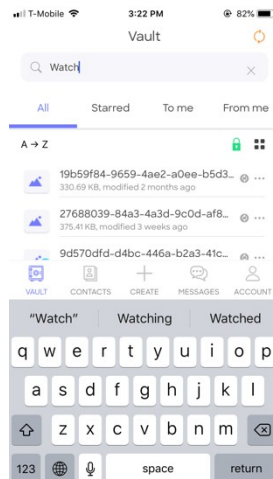 T-Mobile 3:22 PM 82%
Vault
Watch
All Starred To me From me
A → Z
19b59f84-9659-4ae2-a0ee-b5d3...
330.69 KB, modified 2 months ago
27688039-84a3-4a3d-9c0d-af8...
375.41 KB, modified 3 weeks ago
9d570dfd-d4bc-446a-b2a3-41c...
VAULT CONTACTS CREATE MESSAGES ACCOUNT
"Watch" Watching Watched
q w e r t y u i o p
a s d f g h j k l
z x c v b n m
123 space return